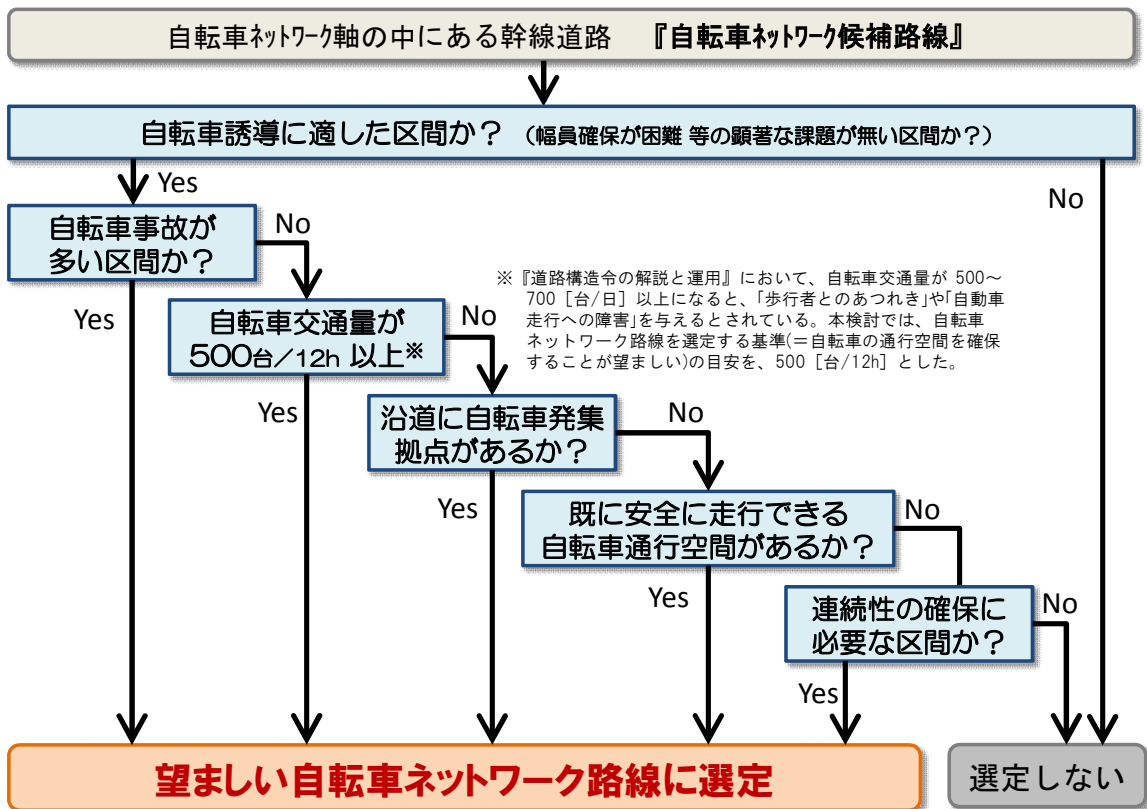 自転車ﾈｯﾄﾜｰｸ軸の中にある幹線道路 『自転車ﾈｯﾄﾜｰｸ候補路線』
自転車誘導に適した区間か？（幅員確保が困難 等の顕著な課題が無い区間か？）
Yes
No
自転車事故が
多い区間か？
No
Yes
※『道路構造令の解説と運用』において、自転車交通量が 500～
700［台/日］以上になると、｢歩行者とのあつれき｣や｢自動車
走行への障害｣を与えるとされている。本検討では、自転車
ネットワーク路線を選定する基準(＝自転車の通行空間を確保
することが望ましい)の目安を、500［台/12h］とした。
自転車交通量が
500台／12h 以上※
No
Yes
沿道に自転車発集
拠点があるか？
No
Yes
既に安全に走行できる
自転車通行空間があるか？
No
Yes
連続性の確保に
必要な区間か？
No
Yes
望ましい自転車ネットワーク路線に選定
選定しない